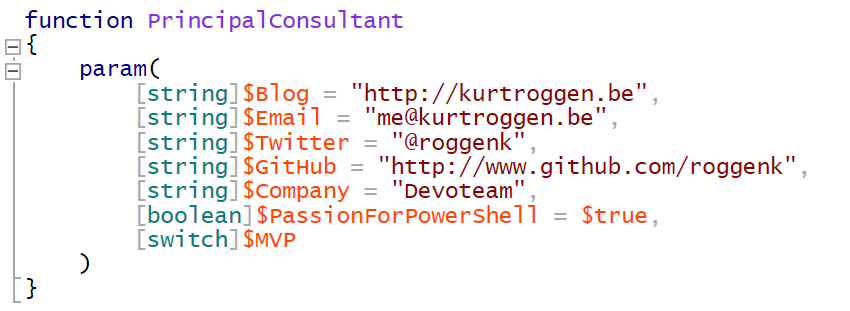 function PrincipalConsultant
{
    param(
        [string]$Blog = "http://kurtroggen.be",
        [string]$Email = "me@kurtroggen.be",
        [string]$Twitter = "@roggenk",
        [string]$GitHub = "http://www.github.com/roggenk",
        [string]$Company = "Devoteam",
        [boolean]$PassionForPowerShell = $true,
        [switch]$MVP
    )
}